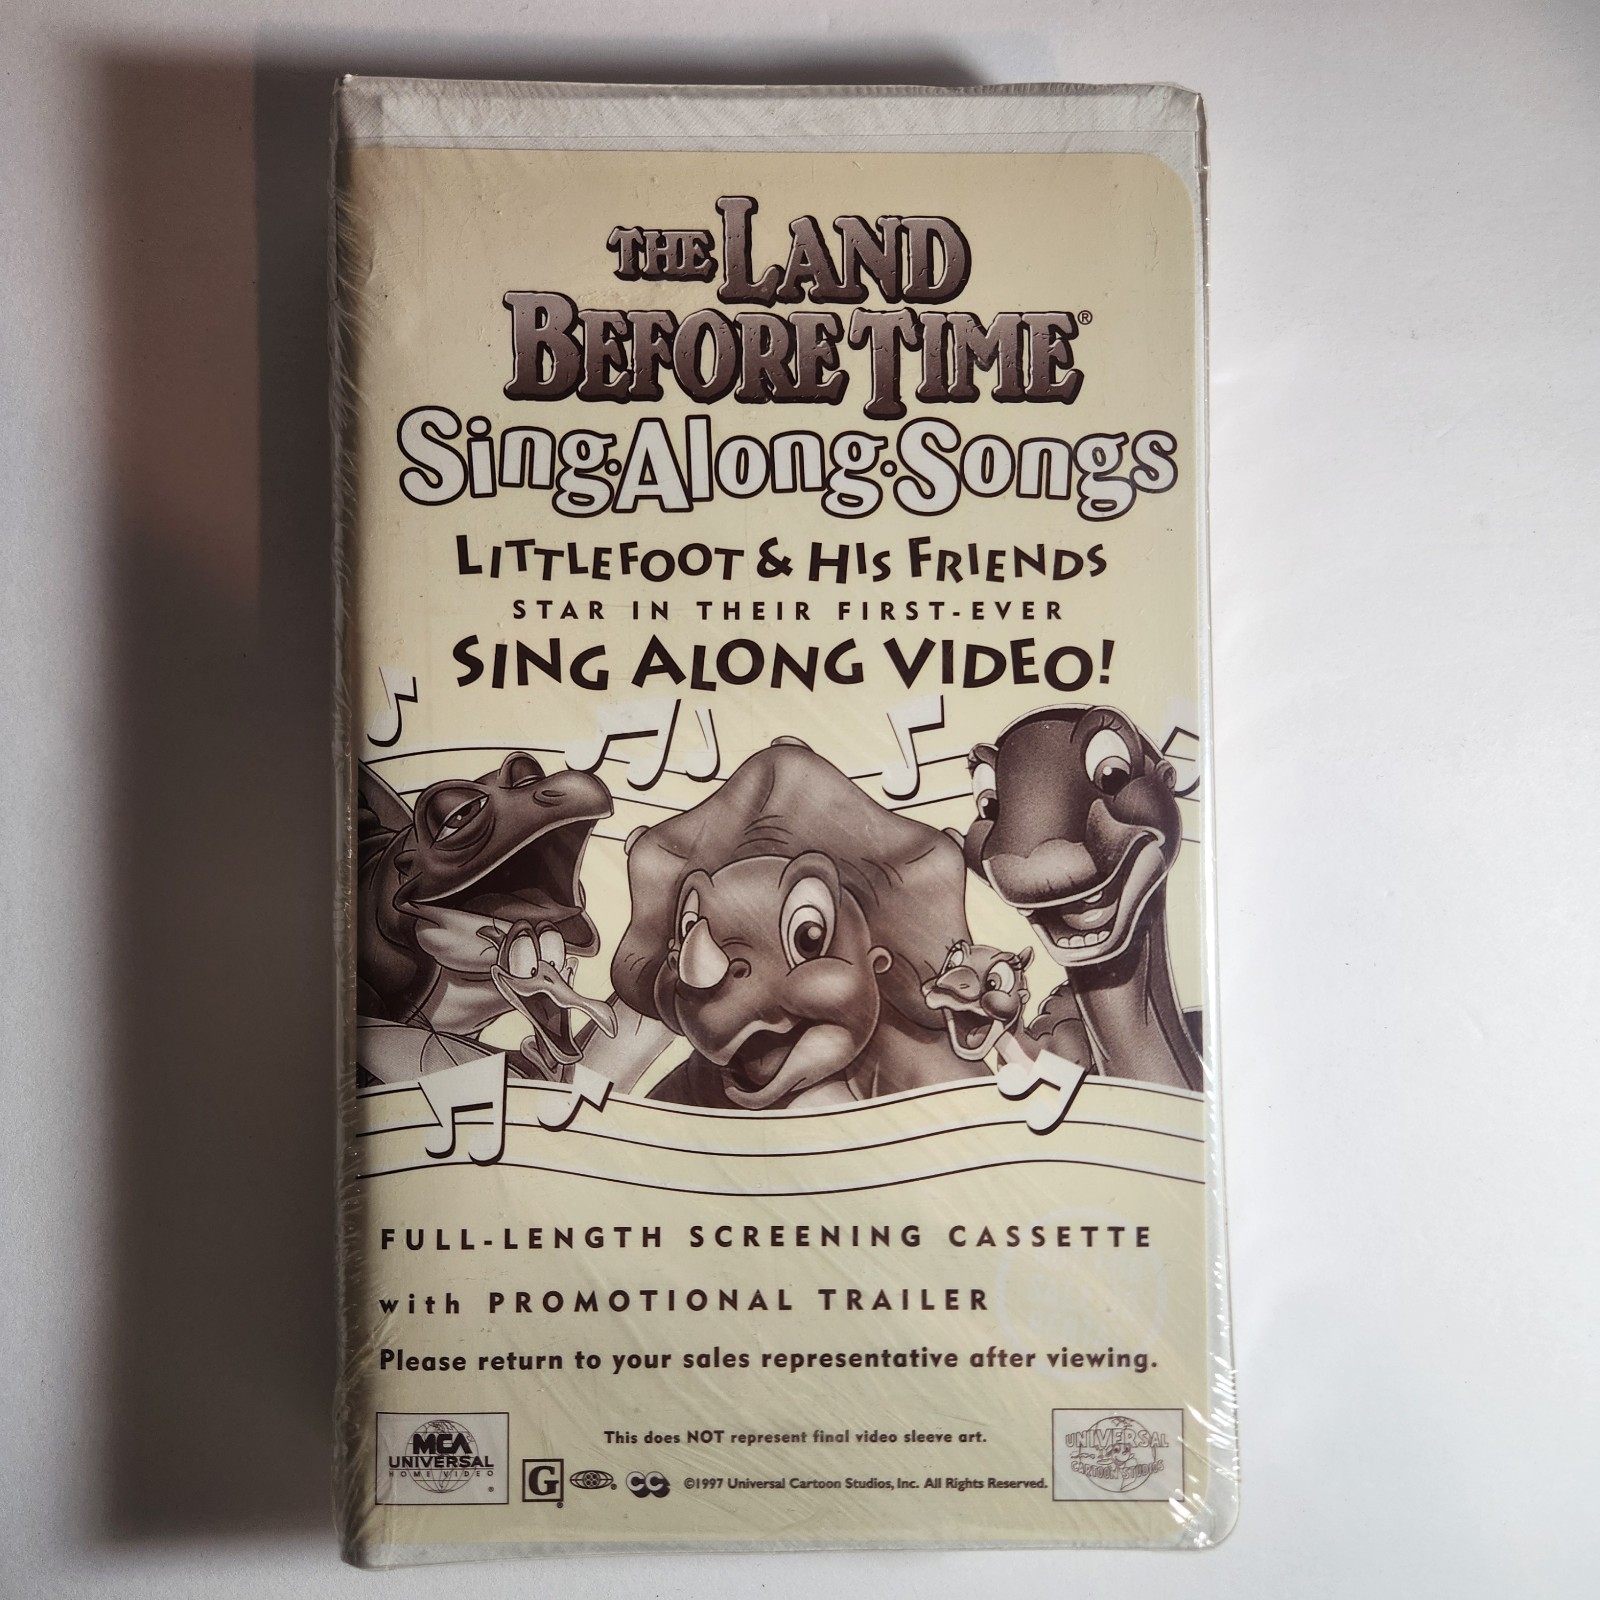 THE LAND
BEFORE TIME®
Sing·Along·Songs
LITTLEFOOT & HIS FRIENDS
STAR IN THEIR FIRST-EVER
SING ALONG VIDEO!
FULL-LENGTH SCREENING CASSETTE
with PROMOTIONAL TRAILER
Please return to your sales representative after viewing.
This does NOT represent final video sleeve art.
MCA
UNIVERSAL
HOME VIDEO
®
G® ® CC ©1997 Universal Cartoon Studios, Inc. All Rights Reserved.
UNIVERSAL
CARTOON STUDIOS